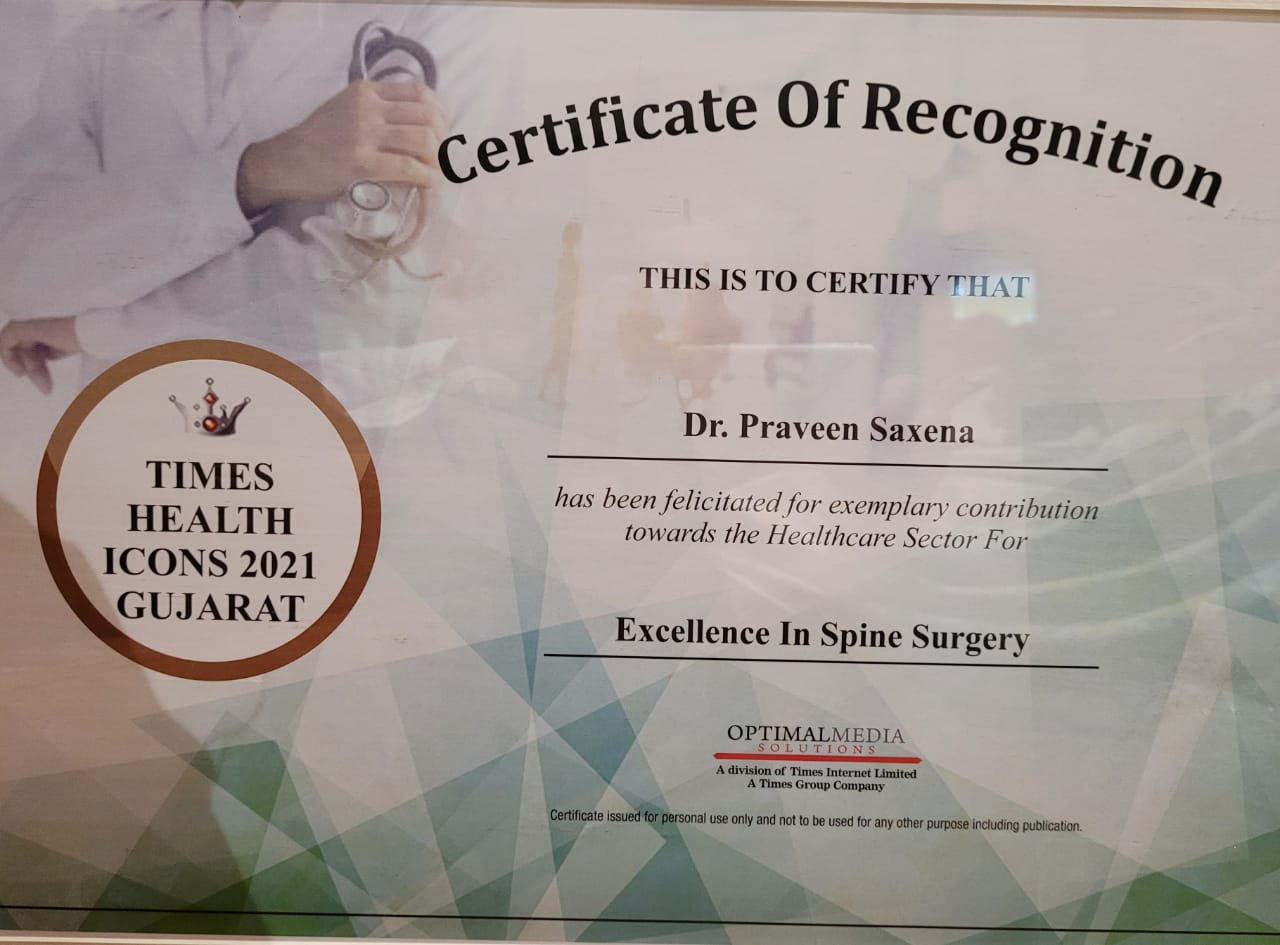 Certificate Of Recognition
THIS IS TO CERTIFY THAT
Dr. Praveen Saxena
has been felicitated for exemplary contribution
towards the Healthcare Sector For
Excellence In Spine Surgery
TIMES
HEALTH
ICONS 2021
GUJARAT
OPTIMALMEDIA
SOLUTIONS
A division of Times Internet Limited
A Times Group Company
Certificate issued for personal use only and not to be used for any other purpose including publication.